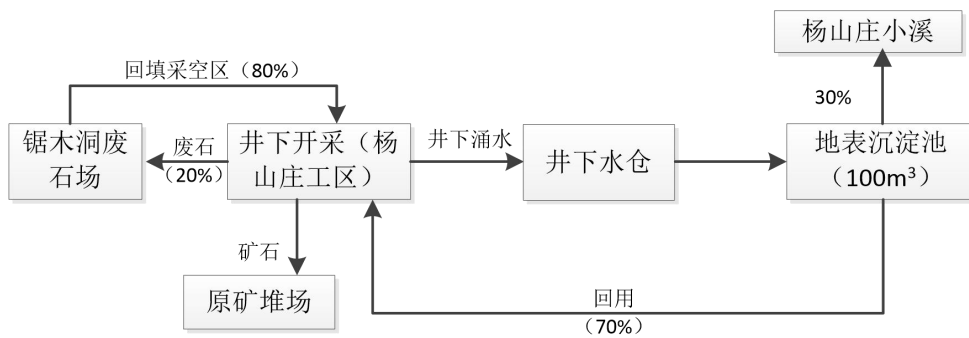 杨山庄小溪
回填采空区（80%）
30%
锯木洞废
石场
废石
（20%）
井下开采（杨
山庄工区）
井下涌水
井下水仓
地表沉淀池
（100m³）
矿石
原矿堆场
回用
（70%）